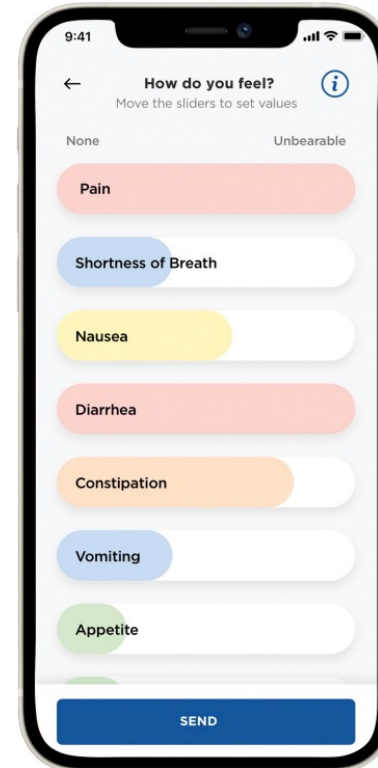 9:41
How do you feel?
Move the sliders to set values
None Unbearable
Pain
Shortness of Breath
Nausea
Diarrhea
Constipation
Vomiting
Appetite
SEND